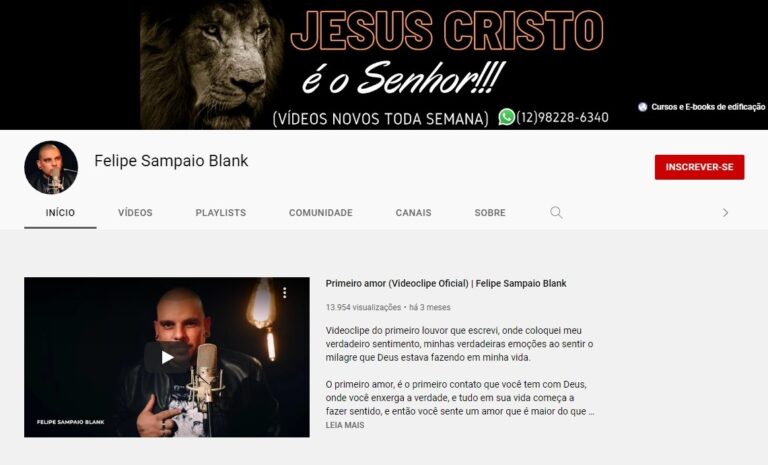 JESUS CRISTO
é o Senhor!!!
(VÍDEOS NOVOS TODA SEMANA) (12)98228-6340
Cursos e E-books de edificação
Felipe Sampaio Blank
INSCREVER-SE
INÍCIO VÍDEOS PLAYLISTS COMUNIDADE CANAIS SOBRE
Primeiro amor (Videoclipe Oficial) | Felipe Sampaio Blank
13.954 visualizações • há 3 meses
Videoclipe do primeiro louvor que escrevi, onde coloquei meu
verdadeiro sentimento, minhas verdadeiras emoções ao sentir o
milagre que Deus estava fazendo em minha vida.
O primeiro amor, é o primeiro contato que você tem com Deus,
onde você enxerga a verdade, e tudo em sua vida começa a
fazer sentido, e então você sente um amor que é maior do que ...
LEIA MAIS
FELIPE SAMPAIO BLANK